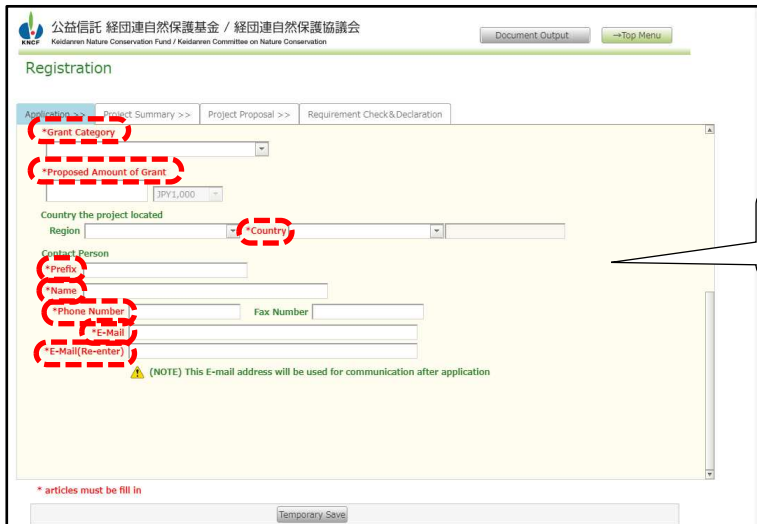 公益信託 経団連自然保護基金 / 経団連自然保護協議会
KNCF Keidanren Nature Conservation Fund / Keidanren Committee on Nature Conservation
Document Output →Top Menu
Registration
Application >> Project Summary >> Project Proposal >> Requirement Check&Declaration
*Grant Category
*Proposed Amount of Grant
JPY1,000
Country the project located
Region *Country
Contact Person
*Prefix
*Name
*Phone Number Fax Number
*E-Mail
*E-Mail(Re-enter)
(NOTE) This E-mail address will be used for communication after application
* articles must be fill in
Temporary Save